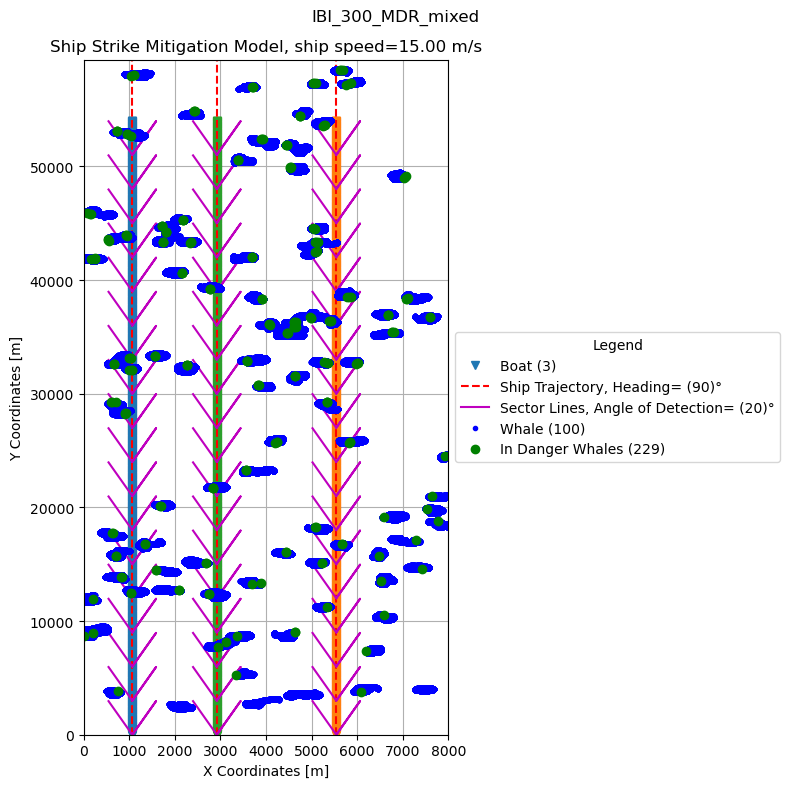 IBI_300_MDR_mixed
Ship Strike Mitigation Model, ship speed=15.00 m/s
50000
40000
30000
20000
10000
0
Y Coordinates [m]
0 1000 2000 3000 4000 5000 6000 7000 8000
X Coordinates [m]
Legend
Boat (3)
Ship Trajectory, Heading= (90)°
Sector Lines, Angle of Detection= (20)°
Whale (100)
In Danger Whales (229)